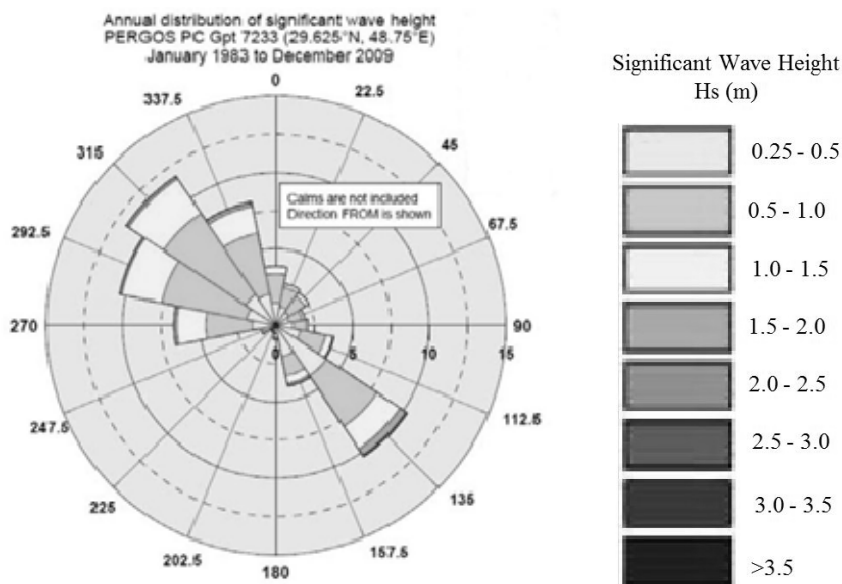 Annual distribution of significant wave height
PERGOS PIC Gpt 7233 (29.625°N, 48.75°E)
January 1983 to December 2009
0
22.5
45
67.5
90
112.5
135
157.5
180
202.5
225
247.5
270
292.5
315
337.5
Calms are not included
Direction FROM is shown
0
5
10
15
Significant Wave Height
Hs (m)
0.25 - 0.5
0.5 - 1.0
1.0 - 1.5
1.5 - 2.0
2.0 - 2.5
2.5 - 3.0
3.0 - 3.5
>3.5